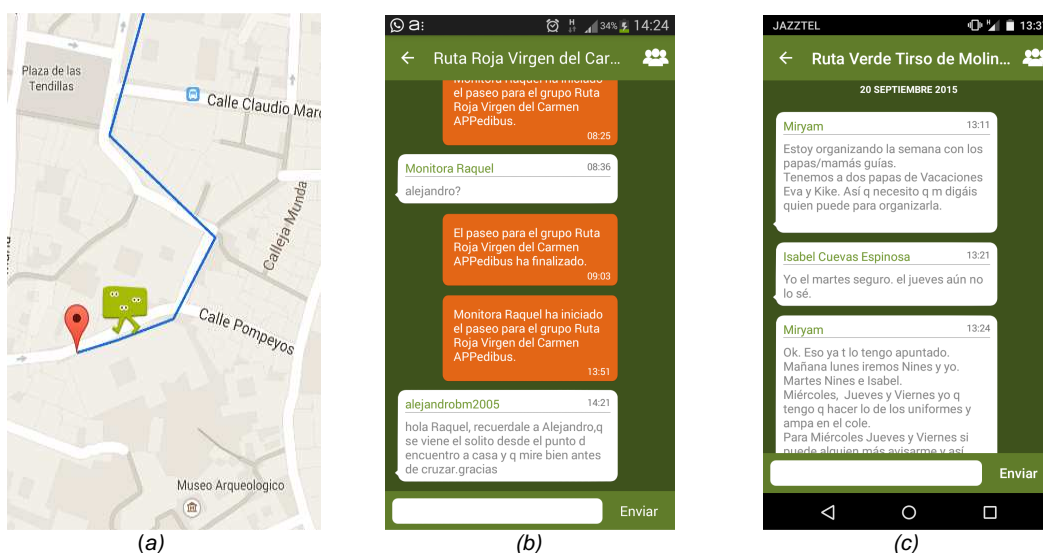 Plaza de las
Tendillas
Calle Claudio Marc
Calleja Munda
Calle Pompeyos
Museo Arqueologico
(a)
a:
H
34%
14:24
Ruta Roja Virgen del Car...
Monitora Raquel ha iniciado
el paseo para el grupo Ruta
Roja Virgen del Carmen
APPedibus.
08:25
Monitora Raquel
08:36
alejandro?
El paseo para el grupo Ruta
Roja Virgen del Carmen
APPedibus ha finalizado.
09:03
Monitora Raquel ha iniciado
el paseo para el grupo Ruta
Roja Virgen del Carmen
APPedibus.
13:51
alejandrobm2005
14:21
hola Raquel, recuerdale a Alejandro,q
se viene el solito desde el punto d
encuentro a casa y q mire bien antes
de cruzar.gracias
Enviar
(b)
JAZZTEL
H
13:37
Ruta Verde Tirso de Molin...
20 SEPTIEMBRE 2015
Miryam
13:11
Estoy organizando la semana con los
papas/mamás guías.
Tenemos a dos papas de Vacaciones
Eva y Kike. Así q necesito q m digáis
quien puede para organizarla.
Isabel Cuevas Espinosa
13:21
Yo el martes seguro. el jueves aún no
lo sé.
Miryam
13:24
Ok. Eso ya t lo tengo apuntado.
Mañana lunes iremos Nines y yo.
Martes Nines e Isabel.
Miércoles, Jueves y Viernes yo q
tengo q hacer lo de los uniformes y
ampa en el cole.
Para Miércoles Jueves y Viernes si
puede alguien más avisarme y así
Enviar
(c)